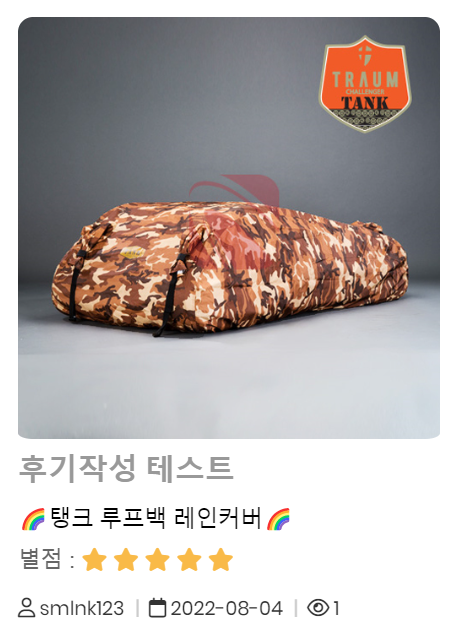 TRAUM
CHALLENGER
TANK
후기작성 테스트
🌈탱크 루프백 레인커버🌈
별점 : ★★★★★
smlnk123 | 2022-08-04 | 1